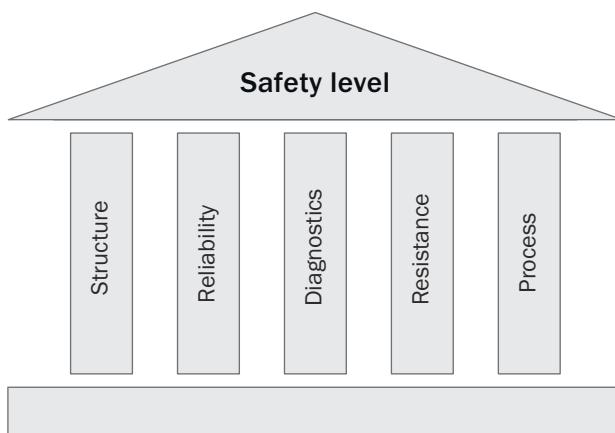 Safety level
Structure
Reliability
Diagnostics
Resistance
Process